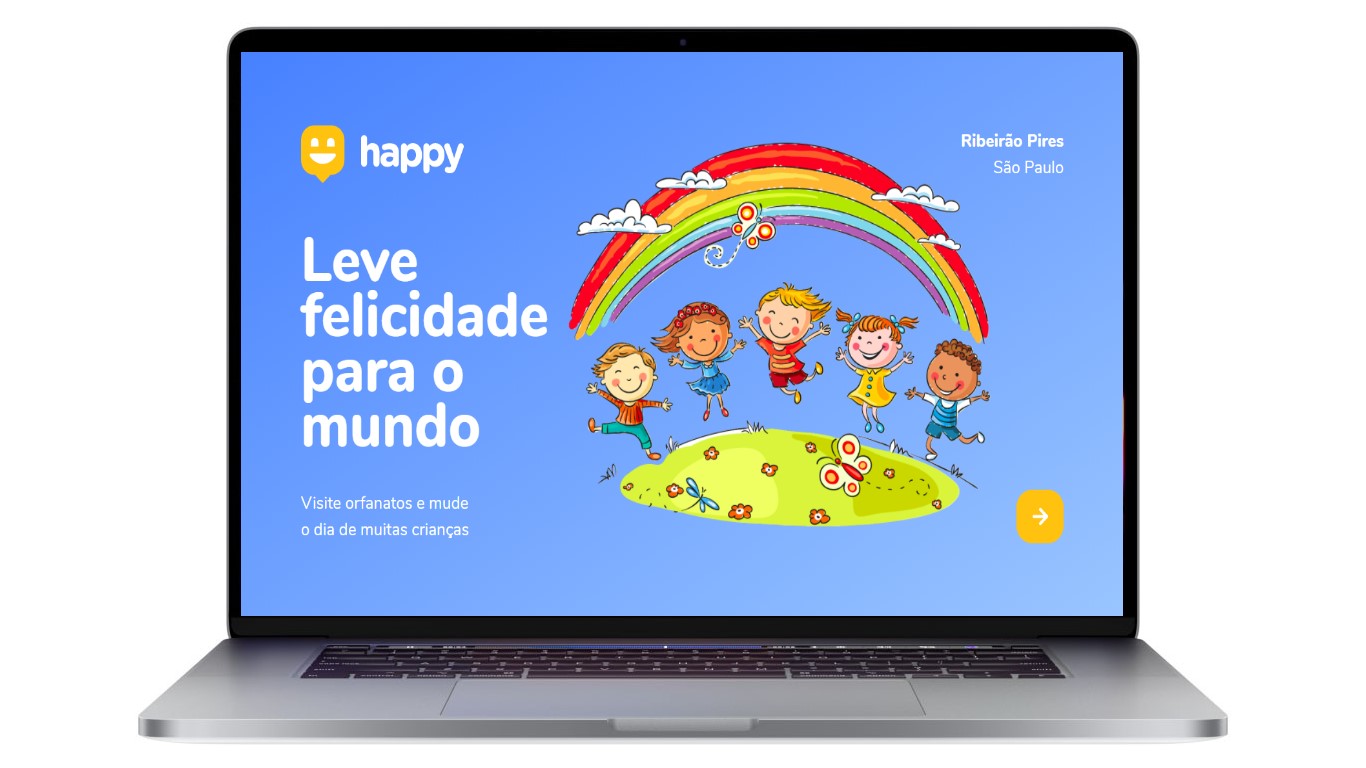 happy
Ribeirão Pires
São Paulo
Leve
felicidade
para o
mundo
Visite orfanatos e mude
o dia de muitas crianças